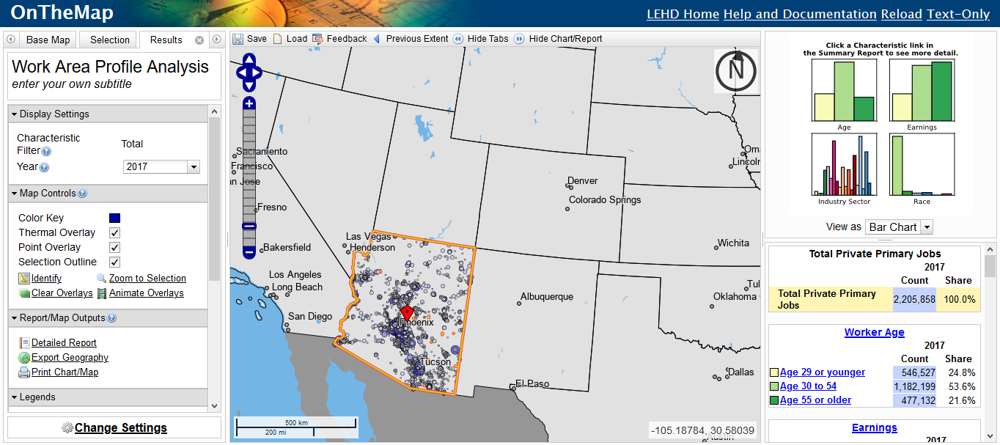 OnTheMap
LEHD Home Help and Documentation Reload Text-Only
Base Map Selection Results
Save Load Feedback Previous Extent Hide Tabs Hide Chart/Report
Work Area Profile Analysis
enter your own subtitle
Display Settings
Characteristic
Filter
Total
Year
2017
Map Controls
Color Key
Thermal Overlay
Point Overlay
Selection Outline
Identify Zoom to Selection
Clear Overlays Animate Overlays
Report/Map Outputs
Detailed Report
Export Geography
Print Chart/Map
Legends
Change Settings
N
Sacramento
Francisco
n Jose
Fresno
Las Vegas
Henderson
Bakersfield
Los Angeles
Long Beach
San Diego
Phoenix
Tucson
Denver
Colorado Springs
Om
Lincoln
Wichita
Tul
Oklahoma
Albuquerque
El Paso
Dallas
Austin
500 km
200 mi
-105.18784, 30.58039
Click a Characteristic link in
the Summary Report to see more detail.
Age Earnings
Industry Sector Race
View as Bar Chart
Total Private Primary Jobs
2017
Count Share
Total Private Primary
Jobs
2,205,858 100.0%
Worker Age
2017
Count Share
Age 29 or younger 546,527 24.8%
Age 30 to 54 1,182,199 53.6%
Age 55 or older 477,132 21.6%
Earnings
2017